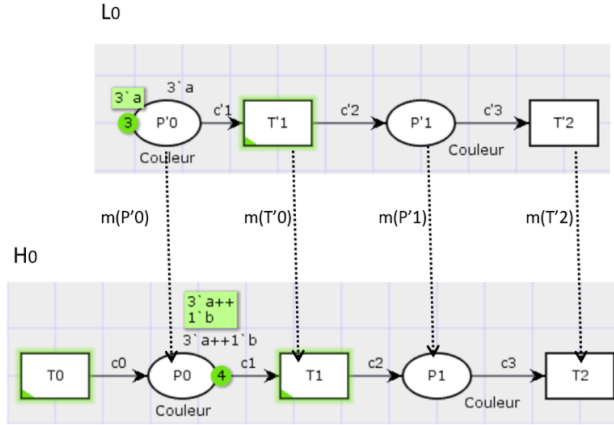 L0
3`a
3`a
3
P'0
c'1
T'1
c'2
P'1
c'3
T'2
Couleur
Couleur
m(P'0)
m(T'0)
m(P'1)
m(T'2)
H0
3`a++
1`b
3`a++1`b
T0
c0
P0
4
c1
T1
c2
P1
c3
T2
Couleur
Couleur